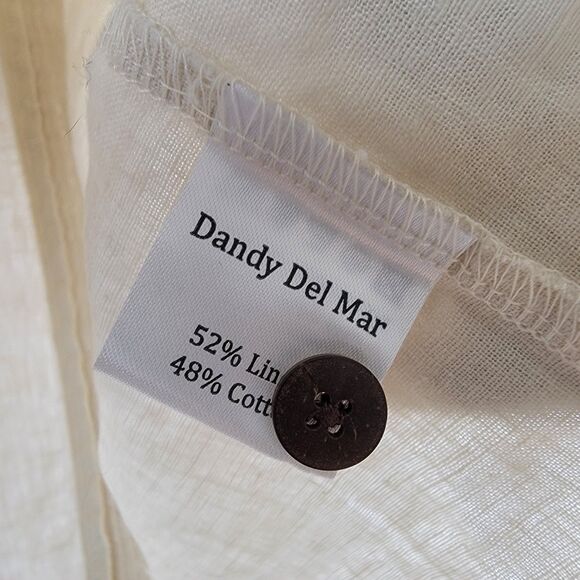 Dandy Del Mar
52% Lin
48% Cott